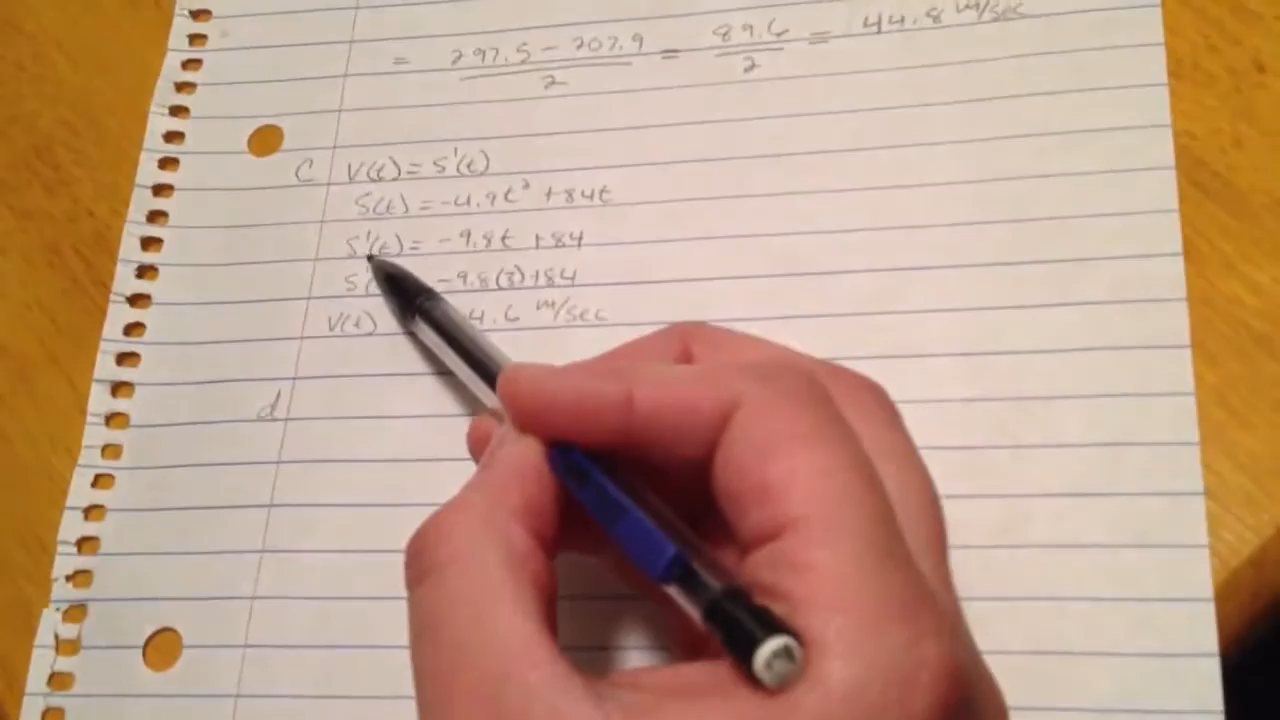 = 297.5 - 207.9 / 2 = 89.6 / 2 = 44.8 m/sec
C V(t) = S'(t)
S(t) = -4.9t² + 84t
S'(t) = -9.8t + 84
S' -9.8(3)+84
V(t) 4.6 m/sec
d